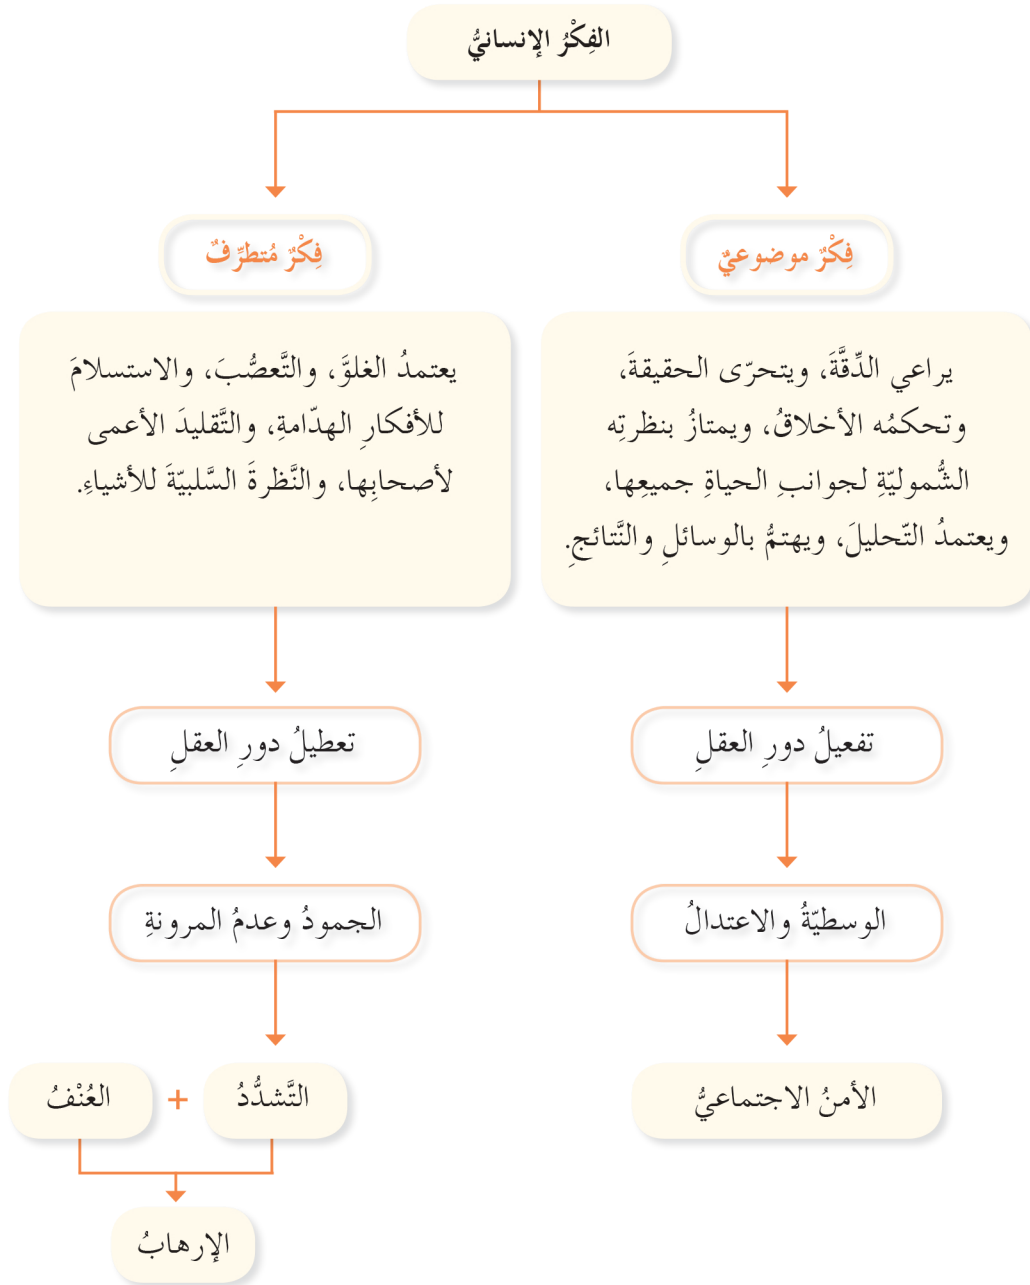 الفِكْرُ الإنسانيُّ
فِكْرٌ موضوعيٌّ
يراعي الدِّقَّةَ، ويتحرّى الحقيقةَ،
وتحكمُه الأخلاقُ، ويمتازُ بنظرتِه
الشُّموليّةِ لجوانبِ الحياةِ جميعِها،
ويعتمدُ التّحليلَ، ويهتمُّ بالوسائلِ والنَّتائجِ.
تفعيلُ دورِ العقلِ
الوسطيّةُ والاعتدالُ
الأمنُ الاجتماعيُّ
فِكْرٌ مُتطرِّفٌ
يعتمدُ الغلوَّ، والتَّعصُّبَ، والاستسلامَ
للأفكارِ الهدّامةِ، والتَّقليدَ الأعمى
لأصحابِها، والنَّظرةَ السَّلبيّةَ للأشياءِ.
تعطيلُ دورِ العقلِ
الجمودُ وعدمُ المرونةِ
التَّشدُّدُ + العُنْفُ
الإرهابُ